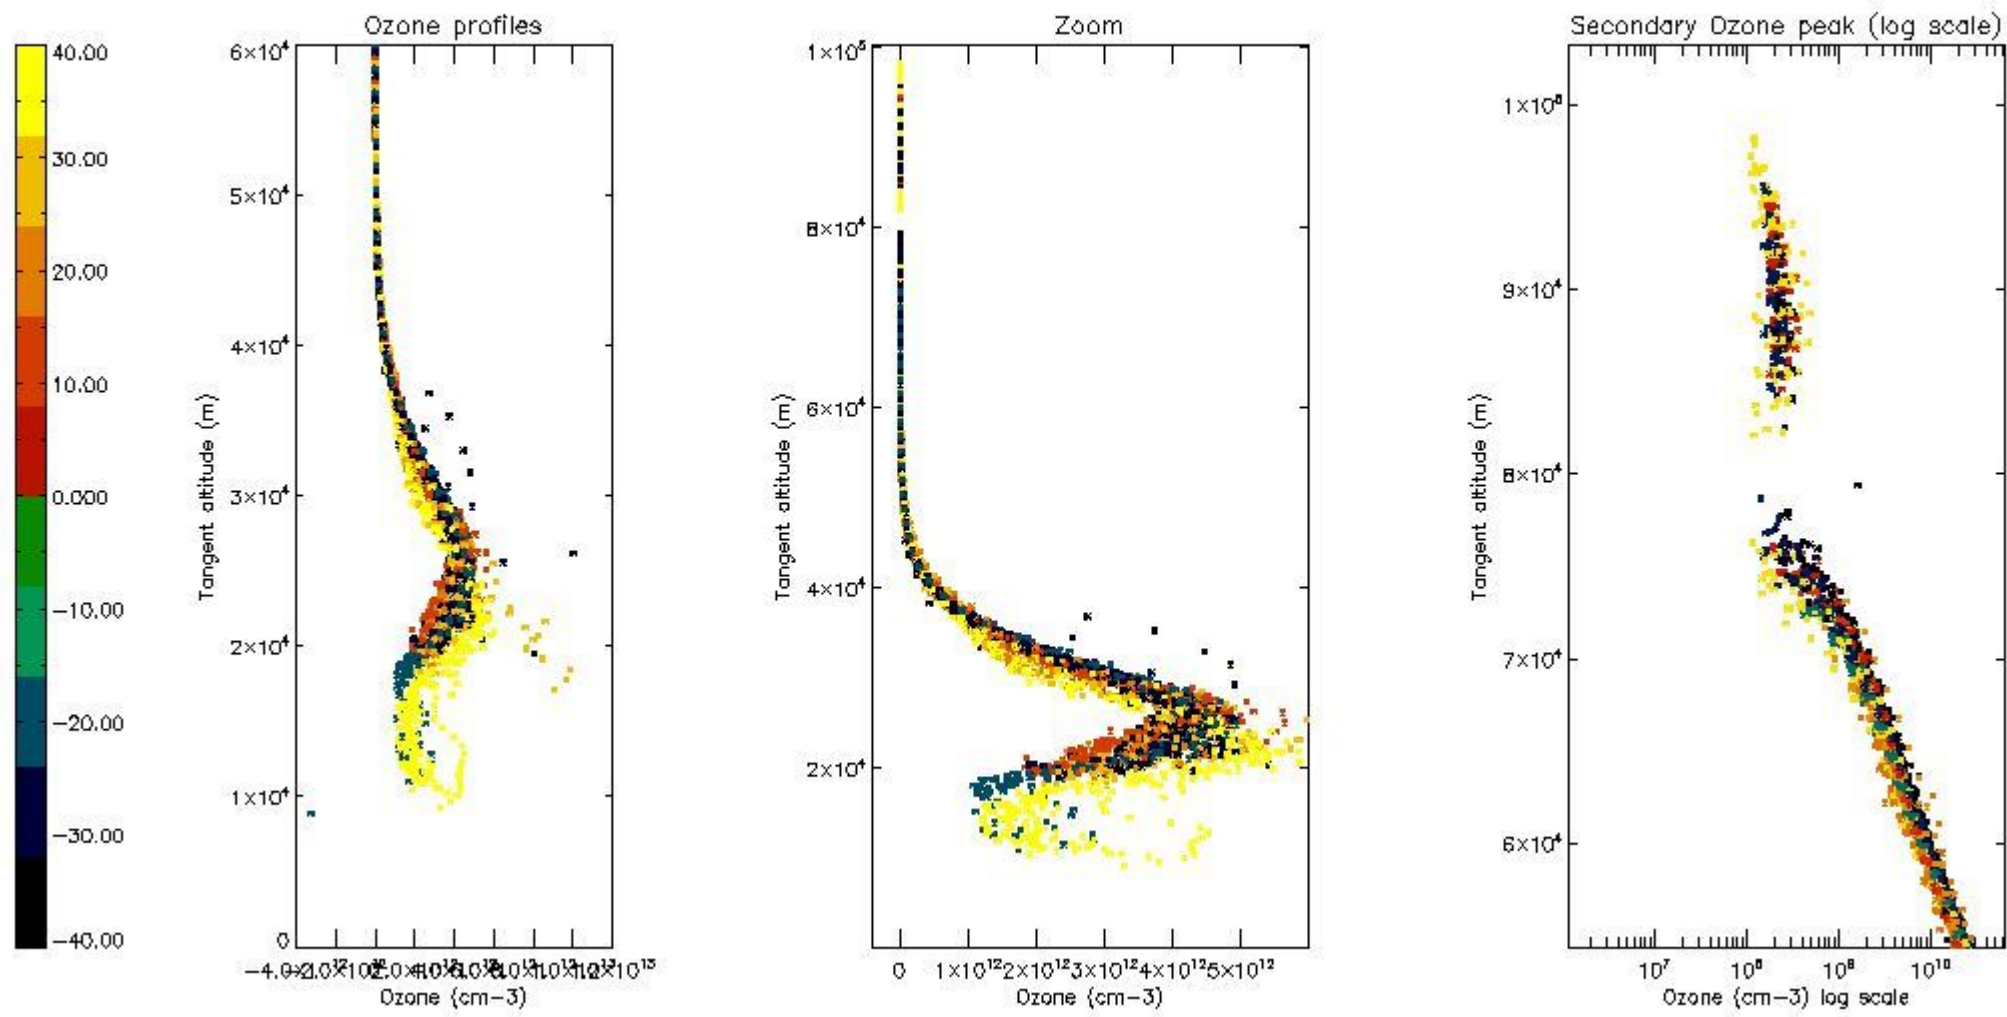 Ozone profiles
Zoom
Secondary Ozone peak (log scale)
40.00
30.00
20.00
10.00
0.000
−10.00
−20.00
−30.00
−40.00
6×10⁴
5×10⁴
4×10⁴
3×10⁴
2×10⁴
1×10⁴
0
Tangent altitude (m)
Ozone (cm−3)
1×10⁵
8×10⁴
6×10⁴
4×10⁴
2×10⁴
Tangent altitude (m)
0 1×10¹² 2×10¹² 3×10¹² 4×10¹² 5×10¹²
Ozone (cm−3)
9×10⁴
8×10⁴
7×10⁴
6×10⁴
Tangent altitude (m)
10⁷ 10⁸ 10⁹ 10¹⁰
Ozone (cm−3) log scale